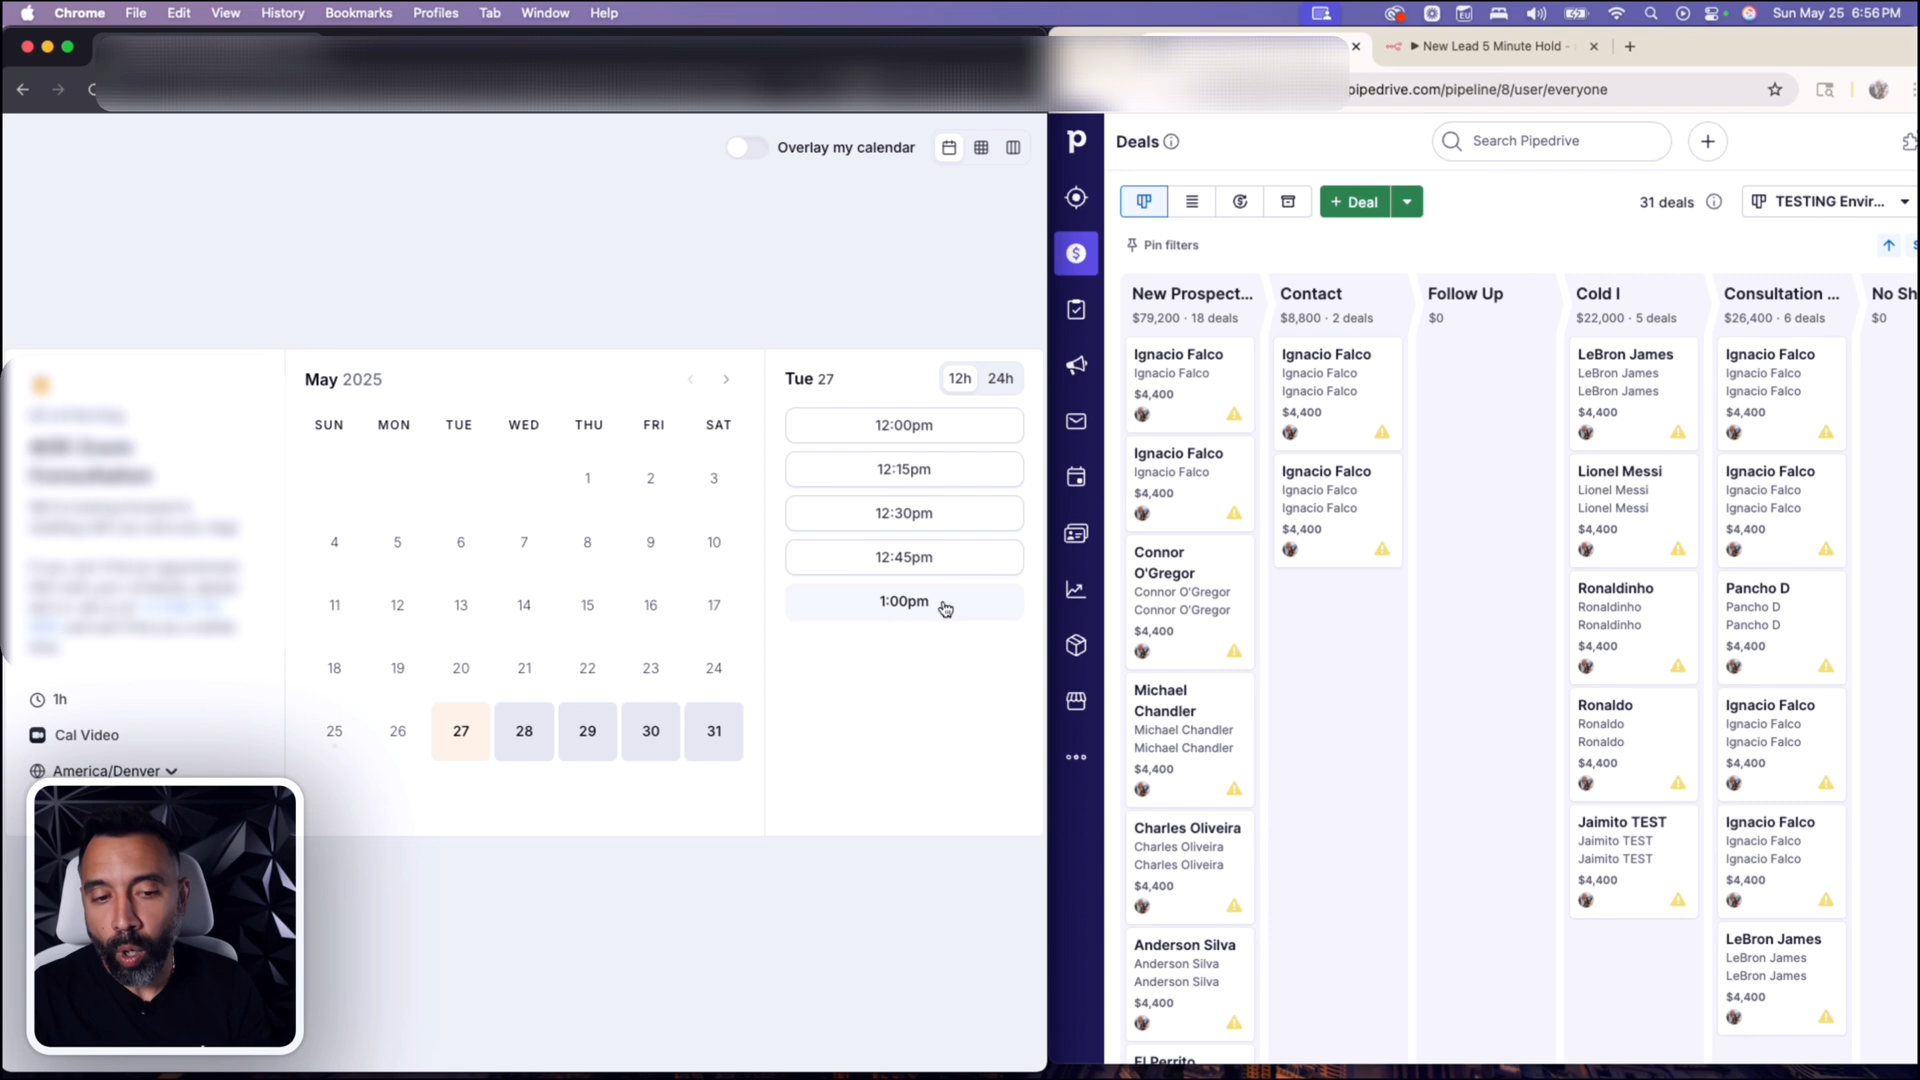 Chrome File Edit View History Bookmarks Profiles Tab Window Help
Sun May 25 6:56PM
New Lead 5 Minute Hold -
pipedrive.com/pipeline/8/user/everyone
Overlay my calendar
1h
Cal Video
America/Denver
May 2025
SUN MON TUE WED THU FRI SAT
1 2 3
4 5 6 7 8 9 10
11 12 13 14 15 16 17
18 19 20 21 22 23 24
25 26 27 28 29 30 31
Tue 27
12h 24h
12:00pm
12:15pm
12:30pm
12:45pm
1:00pm
Deals
Search Pipedrive
+ Deal
31 deals
TESTING Envir...
Pin filters
New Prospect...
$79,200 · 18 deals
Ignacio Falco
Ignacio Falco
$4,400
Ignacio Falco
Ignacio Falco
$4,400
Connor
O'Gregor
Connor O'Gregor
Connor O'Gregor
$4,400
Michael
Chandler
Michael Chandler
Michael Chandler
$4,400
Charles Oliveira
Charles Oliveira
Charles Oliveira
$4,400
Anderson Silva
Anderson Silva
Anderson Silva
$4,400
El Perrito
Contact
$8,800 · 2 deals
Ignacio Falco
Ignacio Falco
Ignacio Falco
$4,400
Ignacio Falco
Ignacio Falco
Ignacio Falco
$4,400
Follow Up
$0
Cold I
$22,000 · 5 deals
LeBron James
LeBron James
LeBron James
$4,400
Lionel Messi
Lionel Messi
Lionel Messi
$4,400
Ronaldinho
Ronaldinho
Ronaldinho
$4,400
Ronaldo
Ronaldo
Ronaldo
$4,400
Jaimito TEST
Jaimito TEST
Jaimito TEST
$4,400
Consultation ...
$26,400 · 6 deals
Ignacio Falco
Ignacio Falco
Ignacio Falco
$4,400
Ignacio Falco
Ignacio Falco
Ignacio Falco
$4,400
Pancho D
Pancho D
Pancho D
$4,400
Ignacio Falco
Ignacio Falco
Ignacio Falco
$4,400
Ignacio Falco
Ignacio Falco
Ignacio Falco
$4,400
LeBron James
LeBron James
LeBron James
$4,400
No Sh
$0